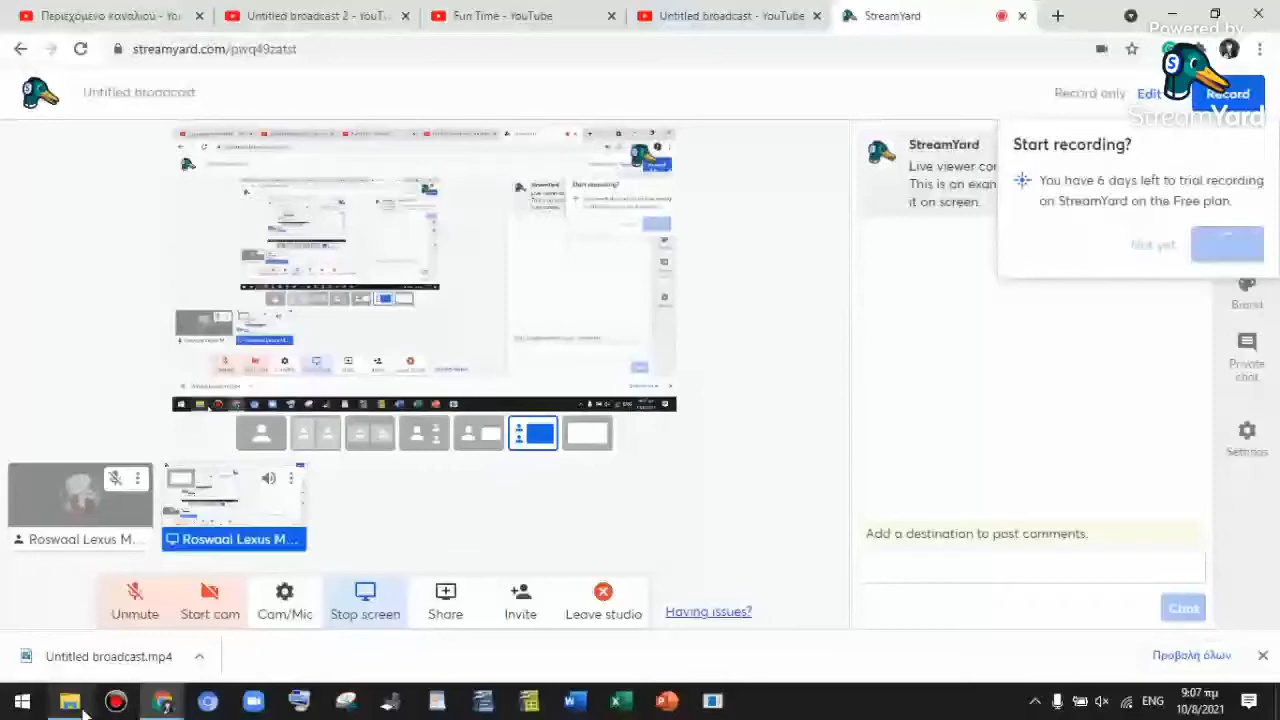 Περιεχόμενο καναλιού - You
Untitled broadcast 2 - YouT
Fun Time - YouTube
Untitled broadcast - YouTube
StreamYard
Powered by
streamyard.com/pwq49zatst
StreamYard
Untitled broadcast
Record only
Edit
Record
StreamYard
Live viewer con
This is an exan
it on screen.
Start recording?
You have 6 days left to trial recording
on StreamYard on the Free plan.
Not yet
Brand
Private
chat
Settings
Roswaal Lexus M...
Roswaal Lexus M...
Add a destination to post comments.
Unmute
Start cam
Cam/Mic
Stop screen
Share
Invite
Leave studio
Having issues?
Chat
Untitled broadcast.mp4
Προβολή όλων
ENG
9:07 πμ
10/8/2021